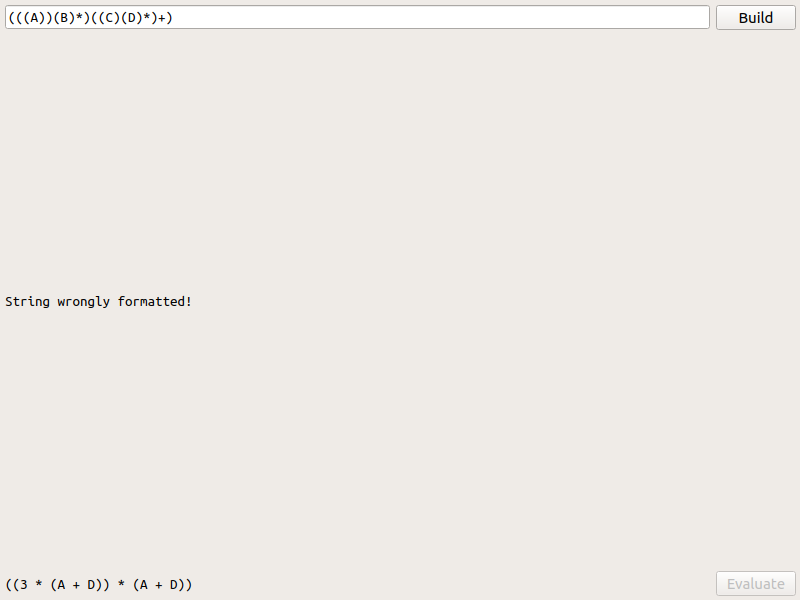 (((A))(B)*)((C)(D)*)+)
Build
String wrongly formatted!
((3 * (A + D)) * (A + D))
Evaluate